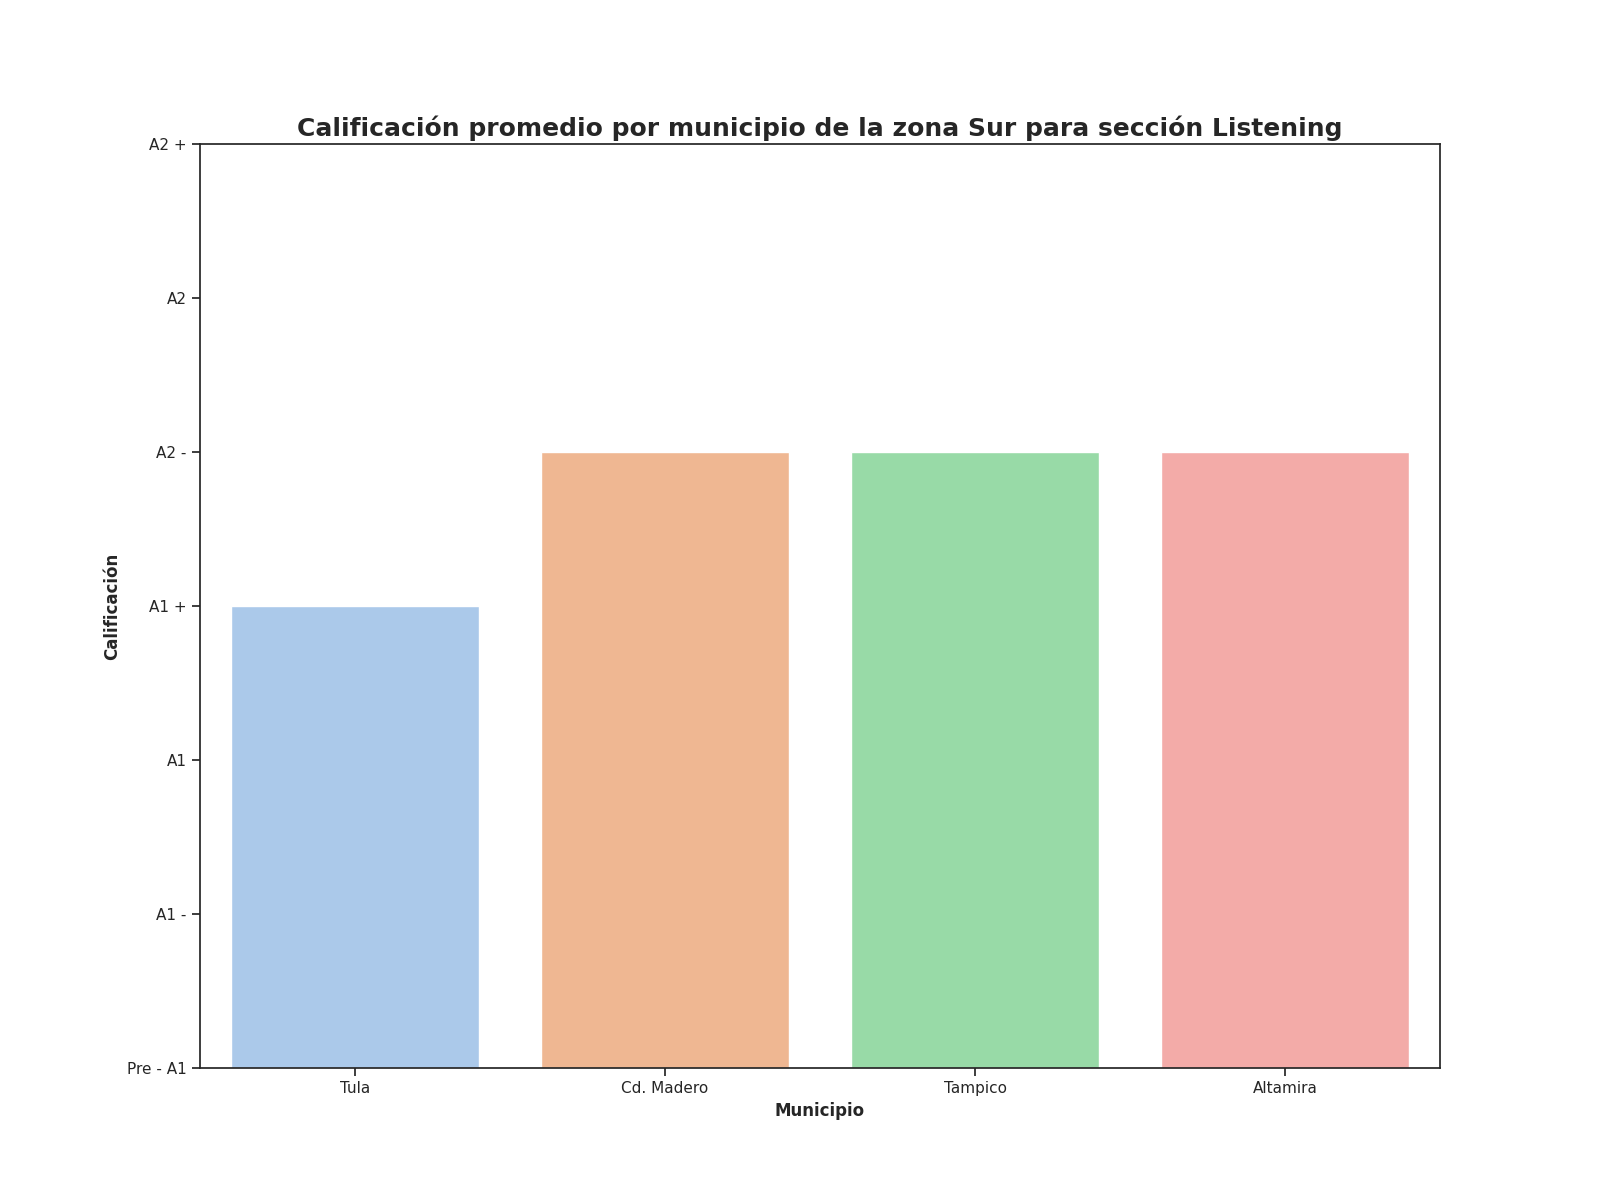 Calificación promedio por municipio de la zona Sur para sección Listening
A2 +
A2
A2 -
A1 +
A1
A1 -
Pre - A1
Calificación
Tula
Cd. Madero
Tampico
Altamira
Municipio